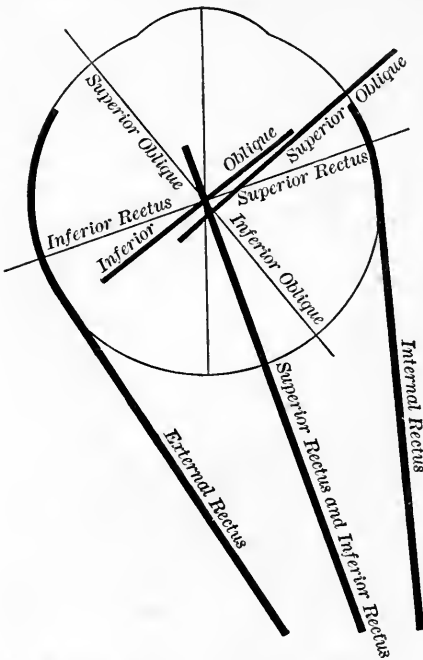 Superior Oblique
Superior Oblique
Inferior Oblique
Superior Rectus
Inferior Rectus
Inferior Oblique
Internal Rectus
Superior Rectus and Inferior Rectus
External Rectus